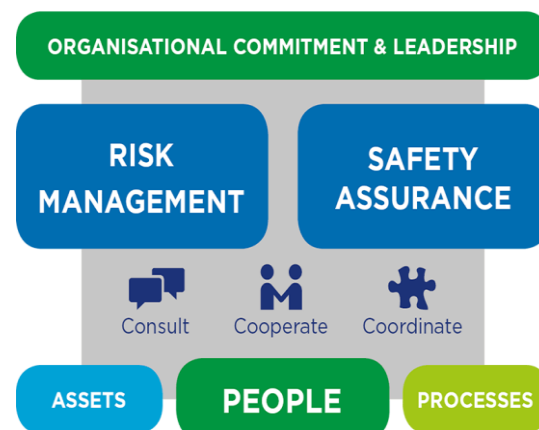 ORGANISATIONAL COMMITMENT & LEADERSHIP
RISK
MANAGEMENT
SAFETY
ASSURANCE
Consult
Cooperate
Coordinate
ASSETS
PEOPLE
PROCESSES